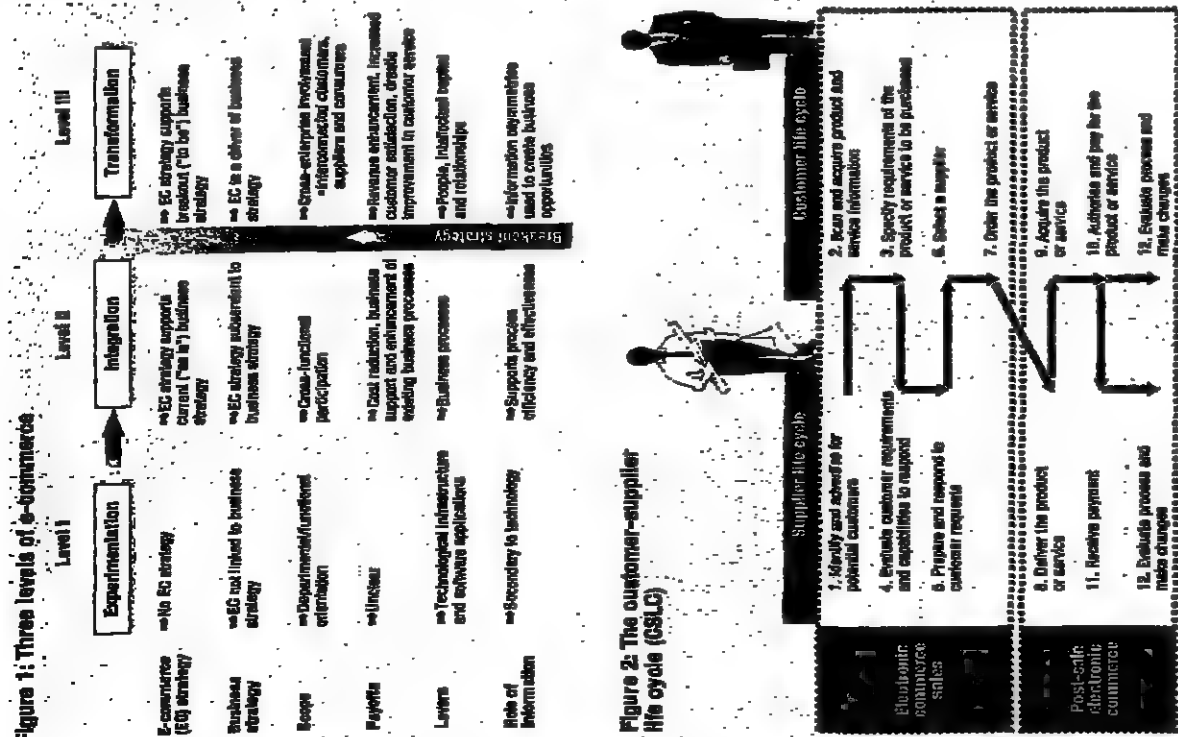 Figure 1: Three levels of e-commerce
Level I
Level II
Level III
Experimentation
Integration
Transformation
E-commerce
(EC) strategy
⇒No EC strategy
⇒EC strategy supports
current ("as is") business
strategy
⇒ EC strategy supports
breakout ("to be") business
strategy
Business
strategy
⇒EC not linked to business
strategy
⇒EC strategy subservient to
business strategy
⇒ EC as a driver of business
strategy
Scope
⇒Departmental/functional
orientation
⇒Cross-functional
participation
⇒Cross-enterprise involvement
interconnected customers,
suppliers and consumers
Payoffs
⇒Unclear
⇒Cost reduction, business
support and enhancement of
existing business processes
⇒Revenue enhancement, increased
customer satisfaction, drastic
improvement in customer service
Levers
⇒Technological infrastructure
and software applications
⇒Business processes
⇒People, intellectual capital
and relationships
Role of
information
⇒Secondary to technology
⇒Supports process
efficiency and effectiveness
⇒Information asymmetries
used to create business
opportunities
Breakout strategy
Figure 2: The customer-supplier
life cycle (CSLC)
Supplier life cycle
Customer life cycle
Electronic
commerce
sales
1. Identify and advertise for
potential customers
2. Scan and acquire product and
service information
3. Specify requirements of the
product or service to be purchased
4. Evaluate customer requirements
and capabilities to respond
5. Prepare and respond to
customer requests
6. Select a supplier
7. Order the product or service
Post-sale
electronic
commerce
8. Deliver the product
or service
9. Acquire the product
or service
10. Authorise and pay for the
product or service
11. Receive payment
12. Evaluate process and
make changes
12. Evaluate process and
make changes